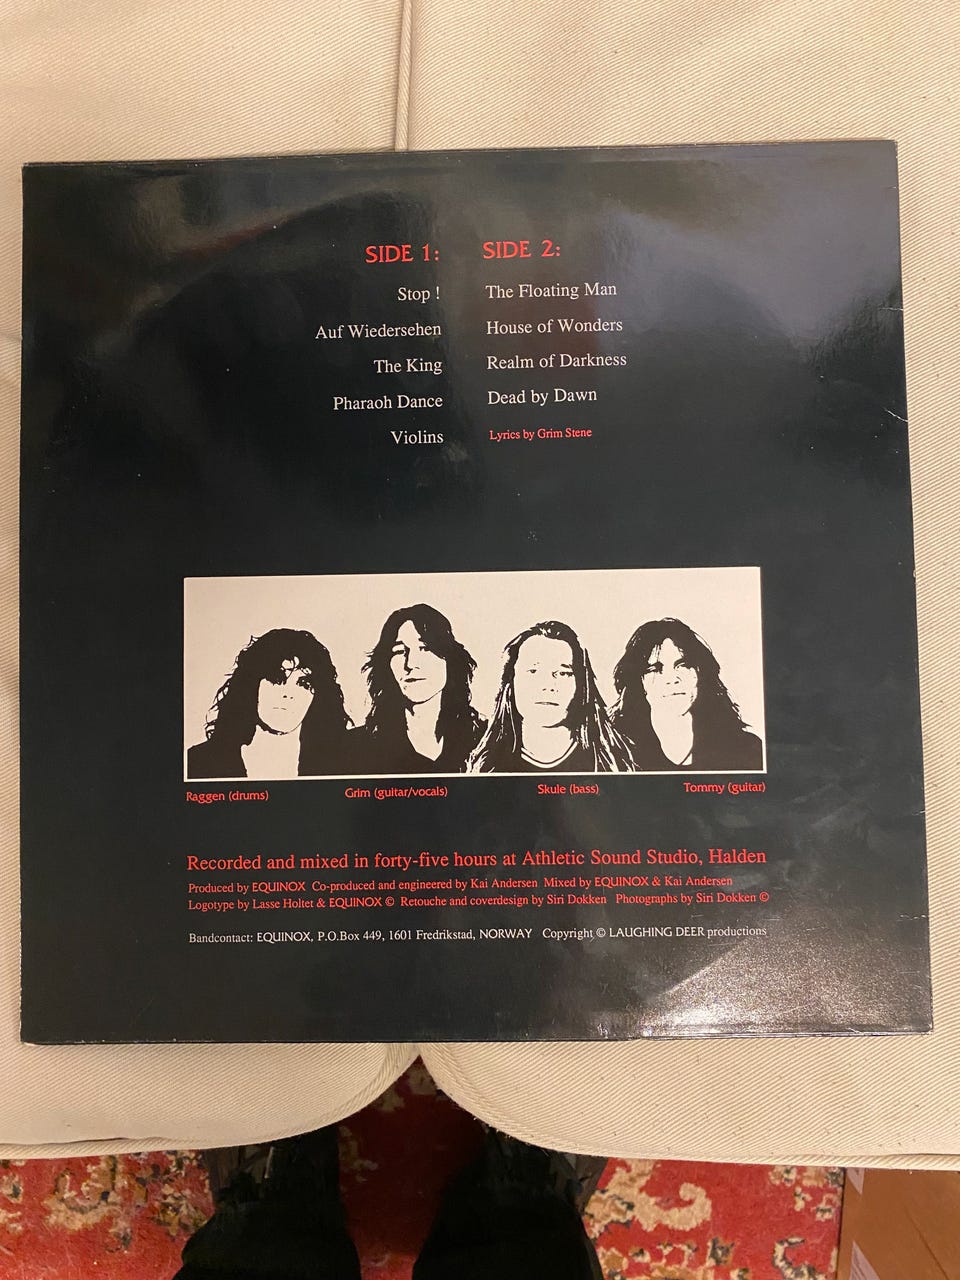 SIDE 1:
Stop !
Auf Wiedersehen
The King
Pharaoh Dance
Violins
SIDE 2:
The Floating Man
House of Wonders
Realm of Darkness
Dead by Dawn
Lyrics by Grim Stene
Raggen (drums) Grim (guitar/vocals) Skule (bass) Tommy (guitar)
Recorded and mixed in forty-five hours at Athletic Sound Studio, Halden
Produced by EQUINOX Co-produced and engineered by Kai Andersen Mixed by EQUINOX & Kai Andersen
Logotype by Lasse Holtet & EQUINOX © Retouche and coverdesign by Siri Dokken Photographs by Siri Dokken ©
Bandcontact: EQUINOX, P.O.Box 449, 1601 Fredrikstad, NORWAY Copyright © LAUGHING DEER productions